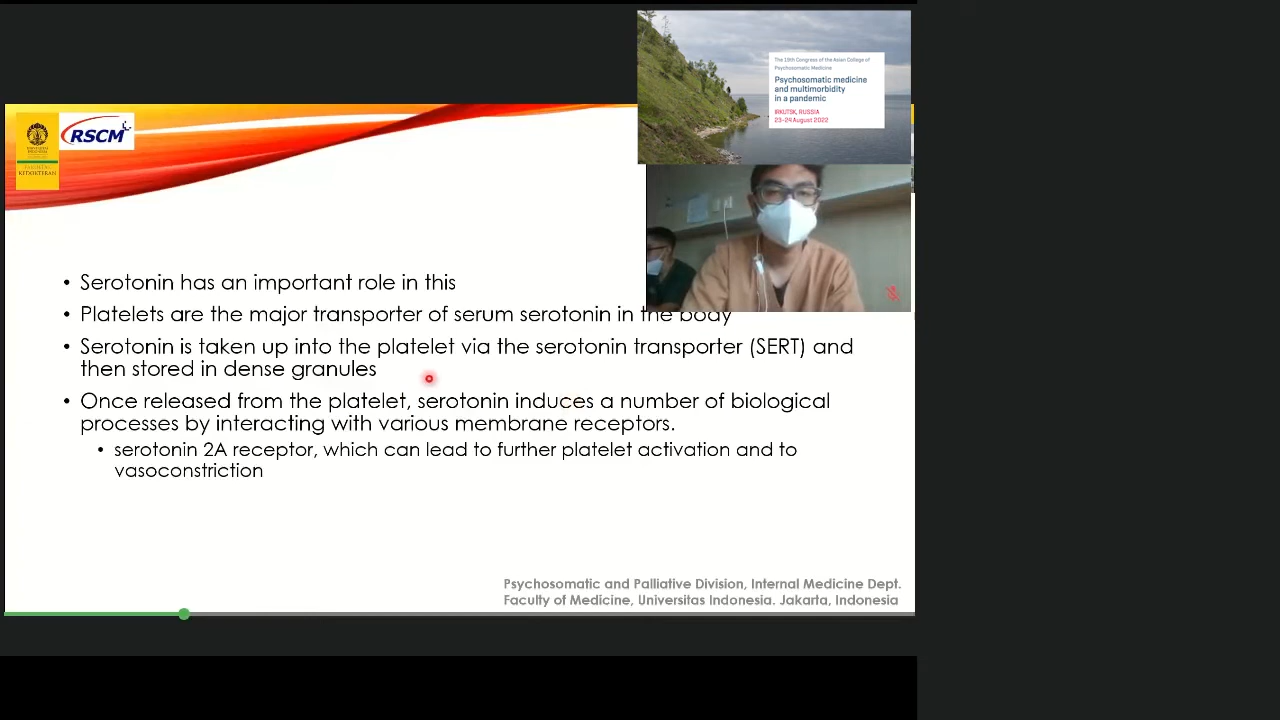 The 19th Congress of the Asian College of
Psychosomatic Medicine
Psychosomatic medicine
and multimorbidity
in a pandemic
IRKUTSK, RUSSIA
23-24 August 2022
RSCM
UNIVERSITAS
INDONESIA
FAKULTAS
KEDOKTERAN
• Serotonin has an important role in this
• Platelets are the major transporter of serum serotonin in the body
• Serotonin is taken up into the platelet via the serotonin transporter (SERT) and
then stored in dense granules
• Once released from the platelet, serotonin induces a number of biological
processes by interacting with various membrane receptors.
• serotonin 2A receptor, which can lead to further platelet activation and to
vasoconstriction
Psychosomatic and Palliative Division, Internal Medicine Dept.
Faculty of Medicine, Universitas Indonesia. Jakarta, Indonesia